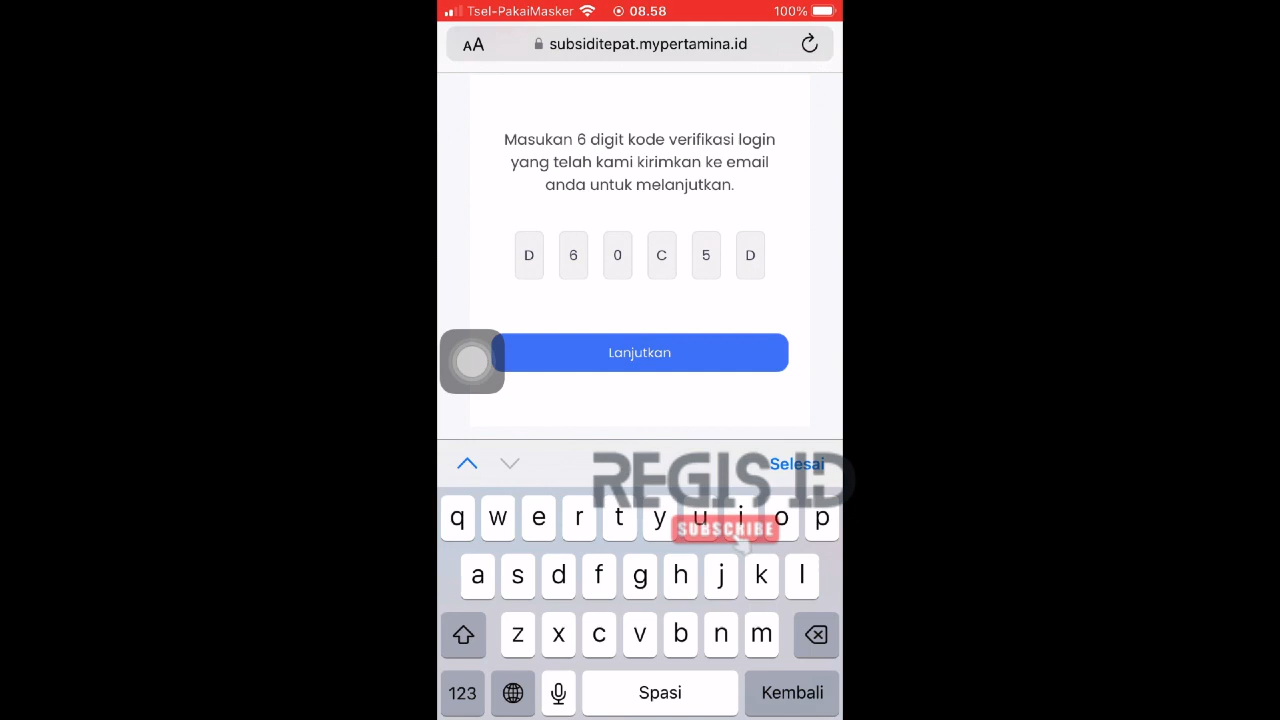 Tsel-PakaiMasker 08.58 100%
AA subsiditepat.mypertamina.id
Masukan 6 digit kode verifikasi login
yang telah kami kirimkan ke email
anda untuk melanjutkan.
D 6 0 C 5 D
Lanjutkan
Selesai
REGIS ID
q w e r t y u i o p
SUBSCRIBE
a s d f g h j k l
z x c v b n m
123 Spasi Kembali